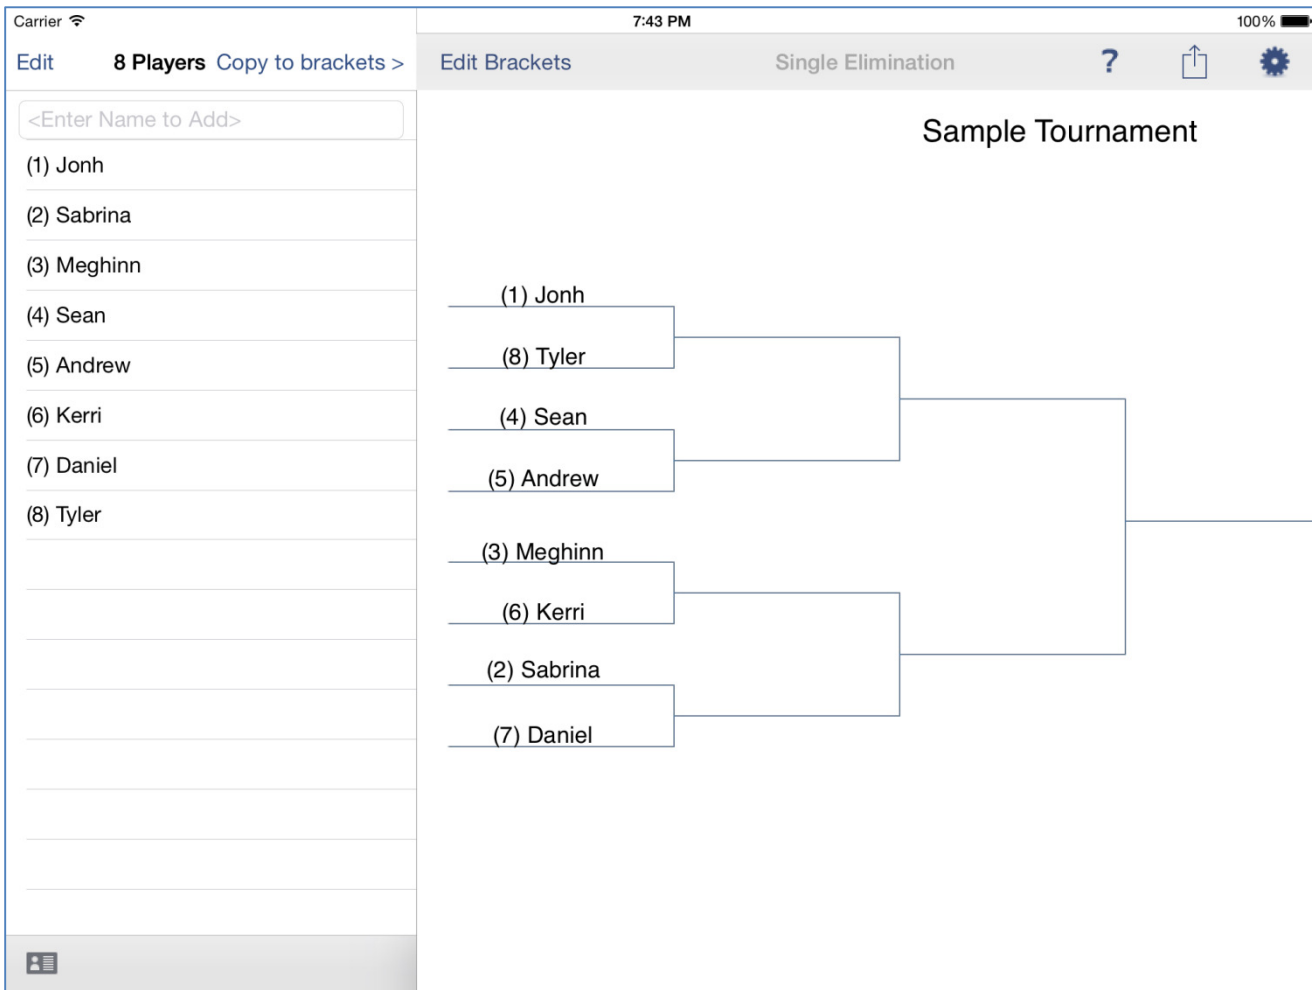 Carrier
7:43 PM
100%
Edit
8 Players
Copy to brackets >
Edit Brackets
Single Elimination
?
<Enter Name to Add>
(1) Jonh
(2) Sabrina
(3) Meghinn
(4) Sean
(5) Andrew
(6) Kerri
(7) Daniel
(8) Tyler
Sample Tournament
(1) Jonh
(8) Tyler
(4) Sean
(5) Andrew
(3) Meghinn
(6) Kerri
(2) Sabrina
(7) Daniel